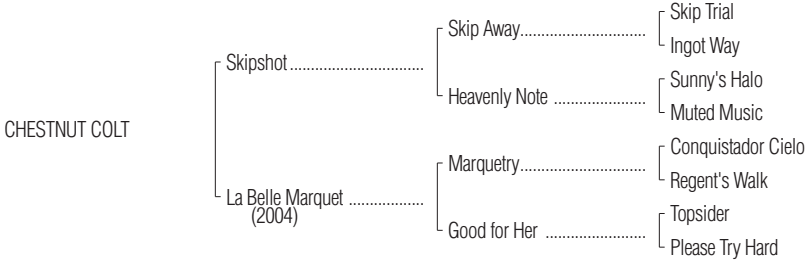 Skip Trial
Skip Away..............................
Ingot Way
Skipshot................................
Sunny's Halo
Heavenly Note ......................
Muted Music
CHESTNUT COLT
Conquistador Cielo
Marquetry..............................
Regent's Walk
La Belle Marquet ..................
(2004)
Topsider
Good for Her ........................
Please Try Hard